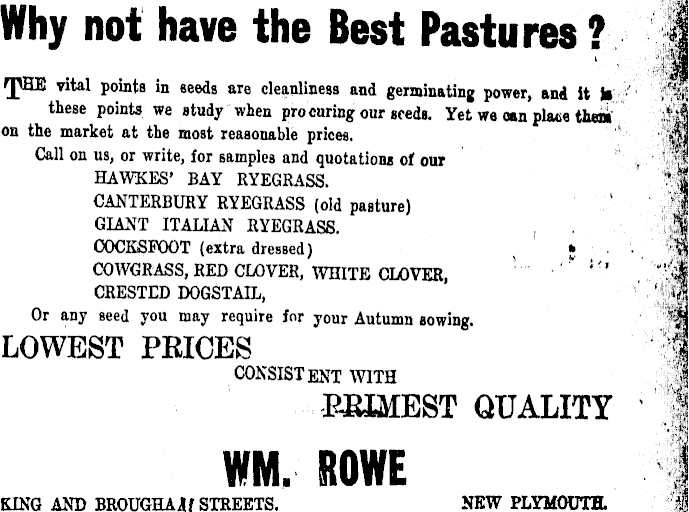 Why not have the Best Pastures?
THE vital points in seeds are cleanliness and germinating power, and it is
these points we study when procuring our seeds. Yet we can place them
on the market at the most reasonable prices.
Call on us, or write, for samples and quotations of our
HAWKES' BAY RYEGRASS.
CANTERBURY RYEGRASS (old pasture)
GIANT ITALIAN RYEGRASS.
COCKSFOOT (extra dressed)
COWGRASS, RED CLOVER, WHITE CLOVER,
CRESTED DOGSTAIL,
Or any seed you may require for your Autumn sowing.
LOWEST PRICES
CONSISTENT WITH
PRIMEST QUALITY
WM. ROWE
KING AND BROUGHAM STREETS. NEW PLYMOUTH.